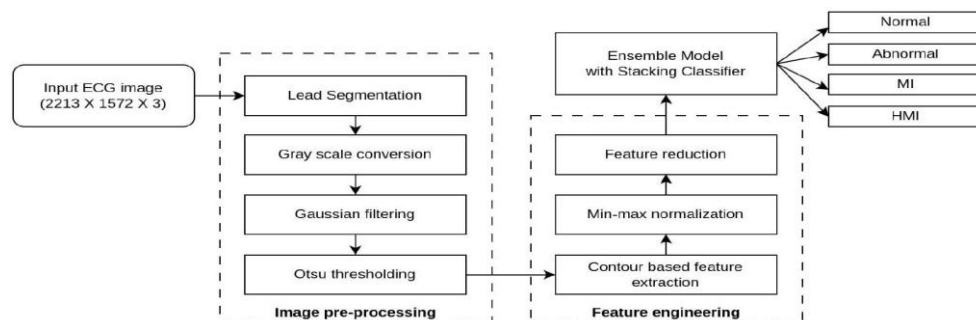 Input ECG image
(2213 X 1572 X 3)
Lead Segmentation
Gray scale conversion
Gaussian filtering
Otsu thresholding
Image pre-processing
Contour based feature
extraction
Min-max normalization
Feature reduction
Feature engineering
Ensemble Model
with Stacking Classifier
Normal
Abnormal
MI
HMI